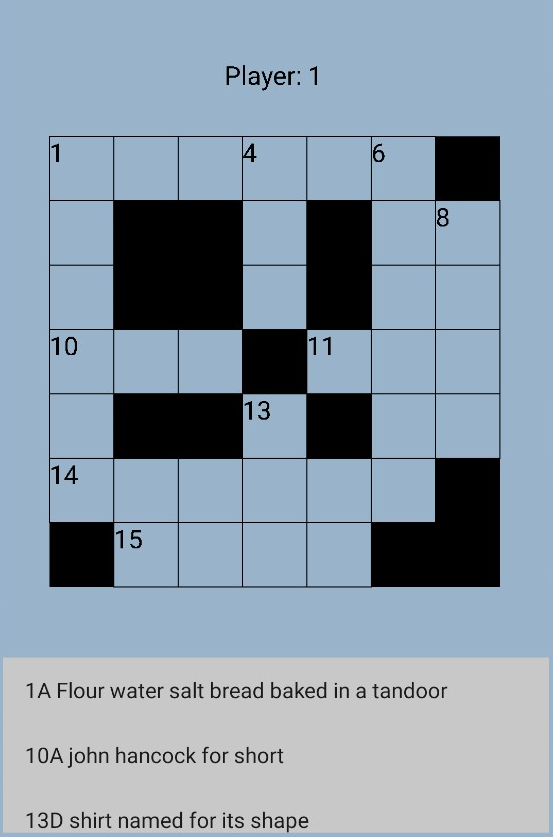 Player: 1
1 4 6
8
10 11
13
14
15
1A Flour water salt bread baked in a tandoor
10A john hancock for short
13D shirt named for its shape